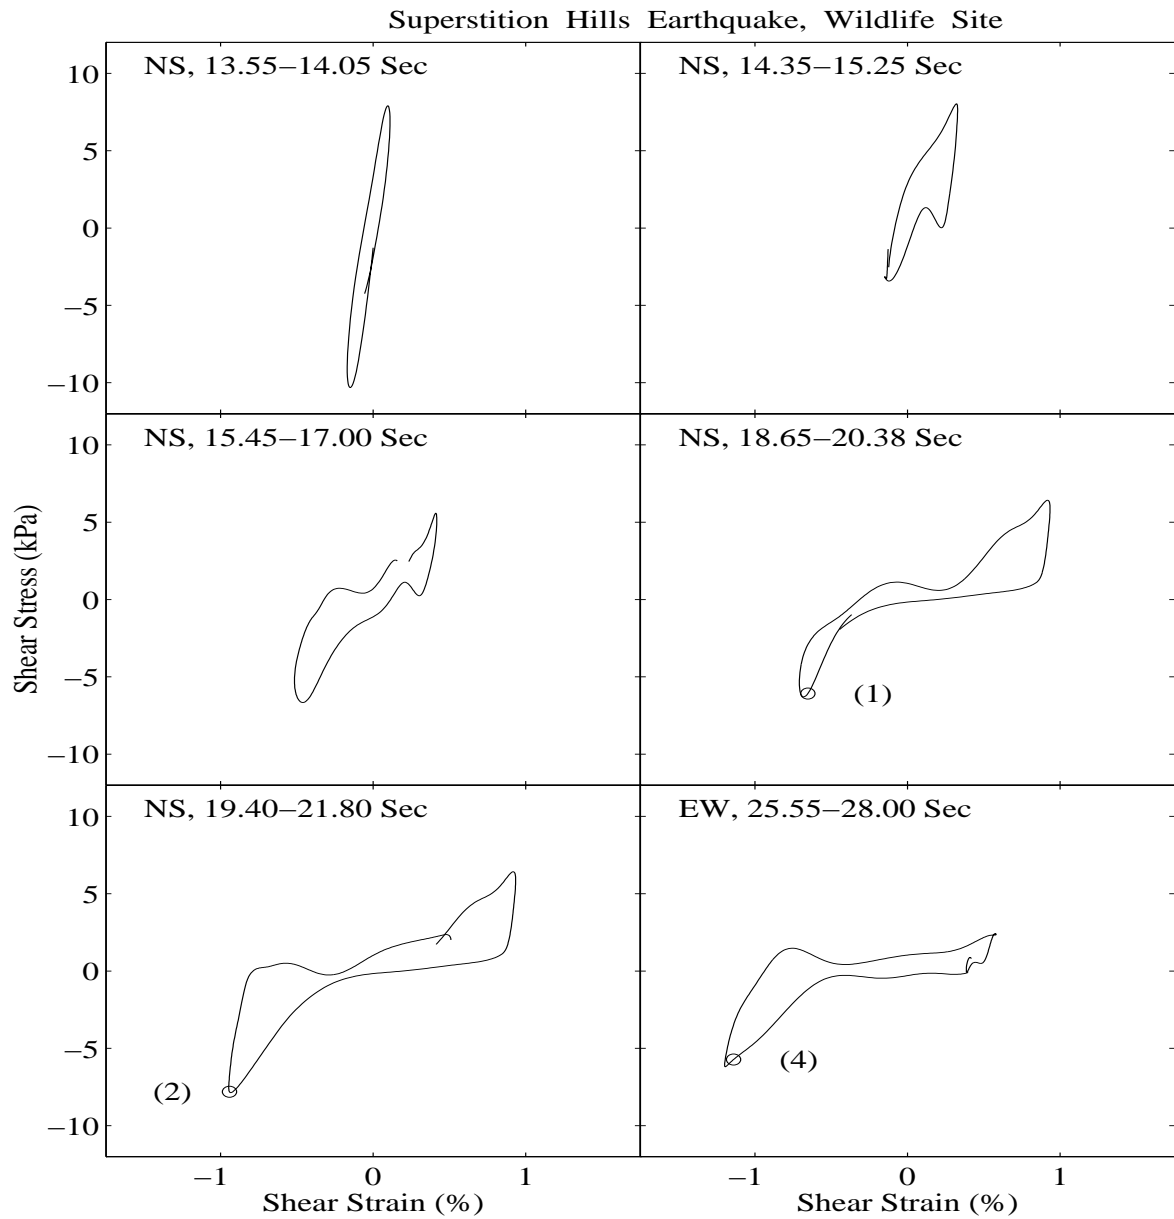 Superstition Hills Earthquake, Wildlife Site
NS, 13.55–14.05 Sec
NS, 14.35–15.25 Sec
10
5
0
−5
−10
NS, 15.45–17.00 Sec
NS, 18.65–20.38 Sec
10
5
0
−5
−10
(1)
Shear Stress (kPa)
NS, 19.40–21.80 Sec
EW, 25.55–28.00 Sec
10
5
0
−5
−10
(2)
(4)
−1 0 1
−1 0 1
Shear Strain (%)
Shear Strain (%)